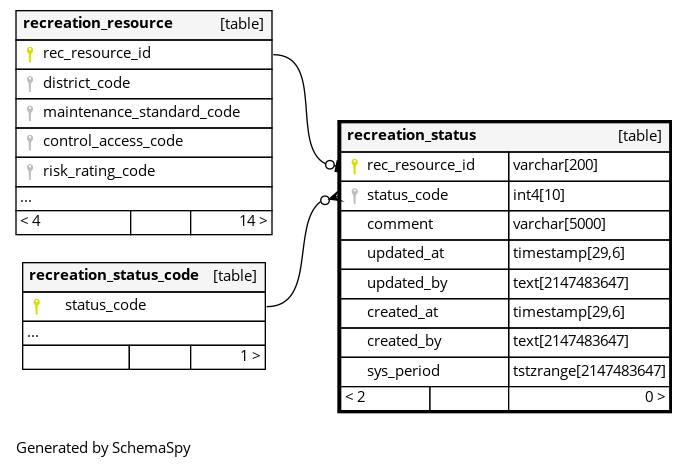 recreation_resource [table]
rec_resource_id
district_code
maintenance_standard_code
control_access_code
risk_rating_code
...
< 4 14 >
recreation_status [table]
rec_resource_id varchar[200]
status_code int4[10]
comment varchar[5000]
updated_at timestamp[29,6]
updated_by text[2147483647]
created_at timestamp[29,6]
created_by text[2147483647]
sys_period tstzrange[2147483647]
< 2 0 >
recreation_status_code [table]
status_code
...
1 >
Generated by SchemaSpy